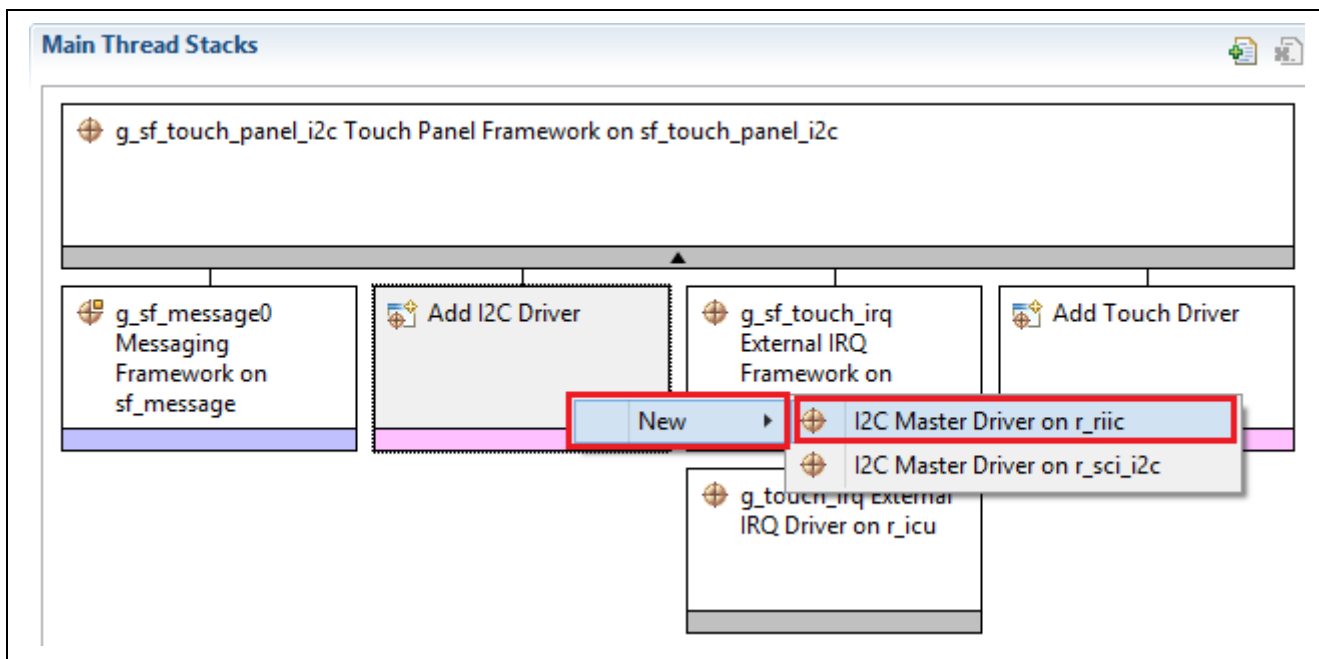 Main Thread Stacks
g_sf_touch_panel_i2c Touch Panel Framework on sf_touch_panel_i2c
g_sf_message0
Messaging
Framework on
sf_message
Add I2C Driver
g_sf_touch_irq
External IRQ
Framework on
Add Touch Driver
New
I2C Master Driver on r_riic
I2C Master Driver on r_sci_i2c
g_touch_irq External
IRQ Driver on r_icu